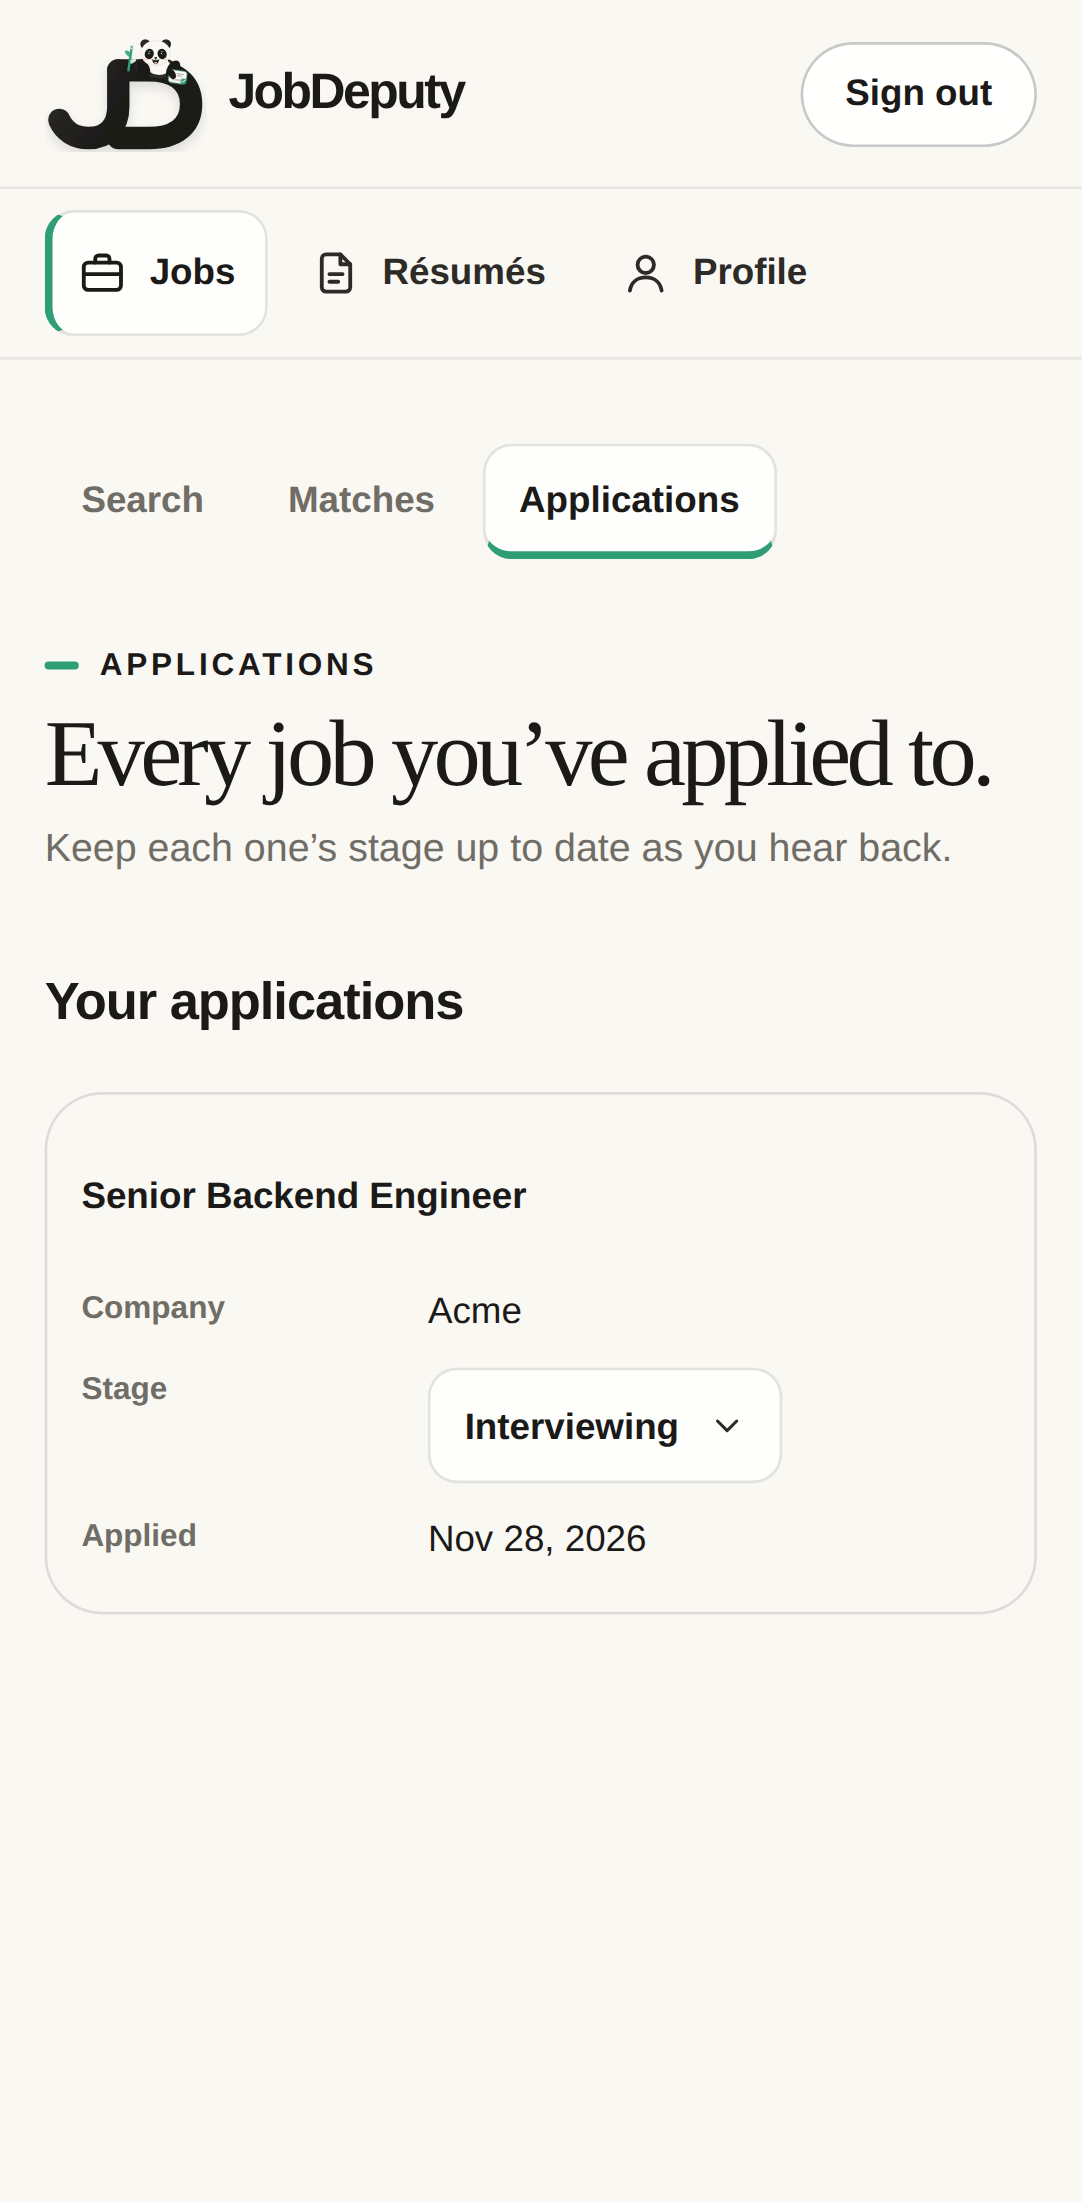 JobDeputy
Sign out
Jobs
Résumés
Profile
Search
Matches
Applications
APPLICATIONS
Every job you’ve applied to.
Keep each one’s stage up to date as you hear back.
Your applications
Senior Backend Engineer
Company
Acme
Stage
Interviewing
Applied
Nov 28, 2026